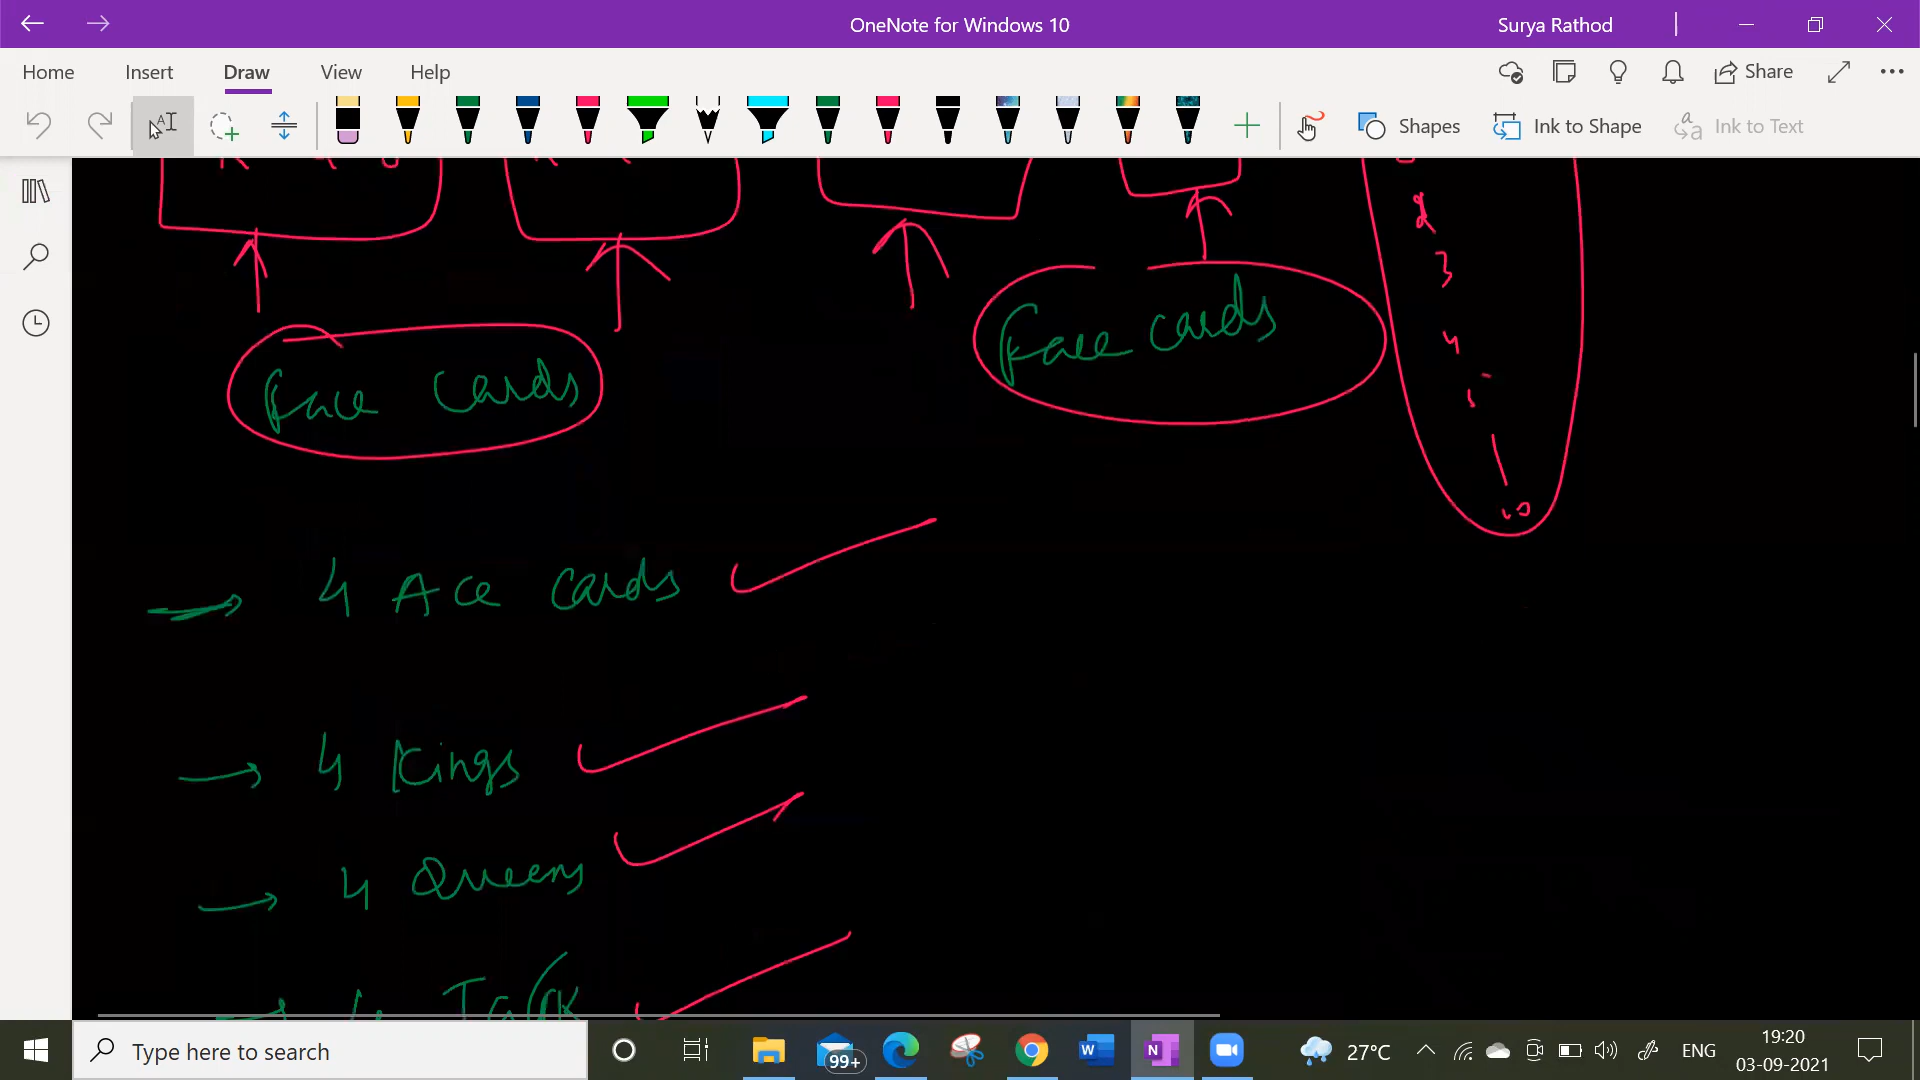 OneNote for Windows 10
Surya Rathod
Home Insert Draw View Help
Share
Shapes Ink to Shape Ink to Text
2
3
4
10
Face cards
Face cards
→ 4 Ace cards
→ 4 Kings
→ 4 Queens
Type here to search
99+
27°C
ENG
19:20
03-09-2021